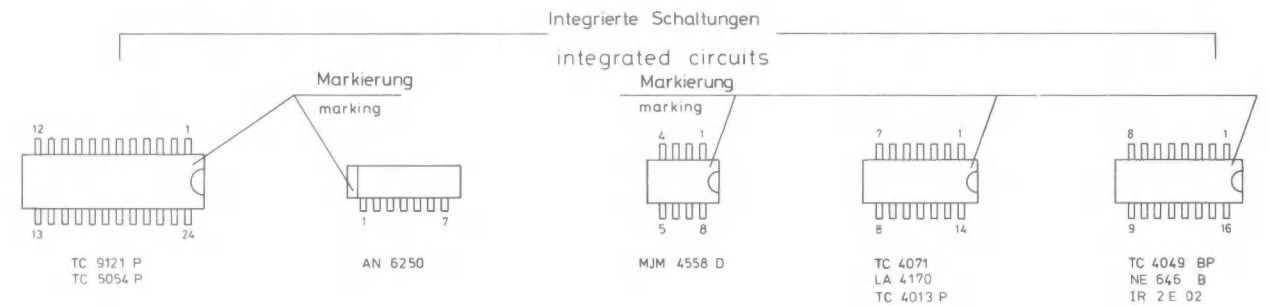 Integrierte Schaltungen
integrated circuits
Markierung
marking
Markierung
marking
12 1
13 24
TC 9121 P
TC 5054 P
1 7
AN 6250
4 1
5 8
MJM 4558 D
7 1
8 14
TC 4071
LA 4170
TC 4013 P
8 1
9 16
TC 4049 BP
NE 646 B
IR 2 E 02